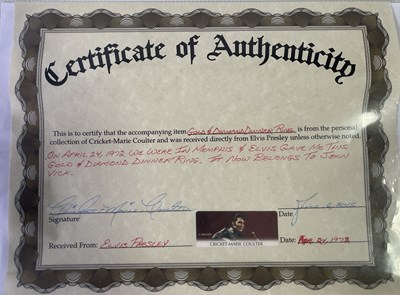 Certificate of Authenticity
This is to certify that the accompanying item GOLD & DIAMOND DINNER RING is from the personal
collection of Cricket-Marie Coulter and was received directly from Elvis Presley unless otherwise noted.
ON APRIL 24, 1972 WE WEAR IN MEMPHIS & ELVIS GAVE ME THIS
GOLD & DIAMOND DINNER RING. IT NOW BELONGS TO JOHN
VICK.
Signature
Date
Received From: ELVIS PRESLEY
CRICKET-MARIE COULTER
Date: 24, 1972